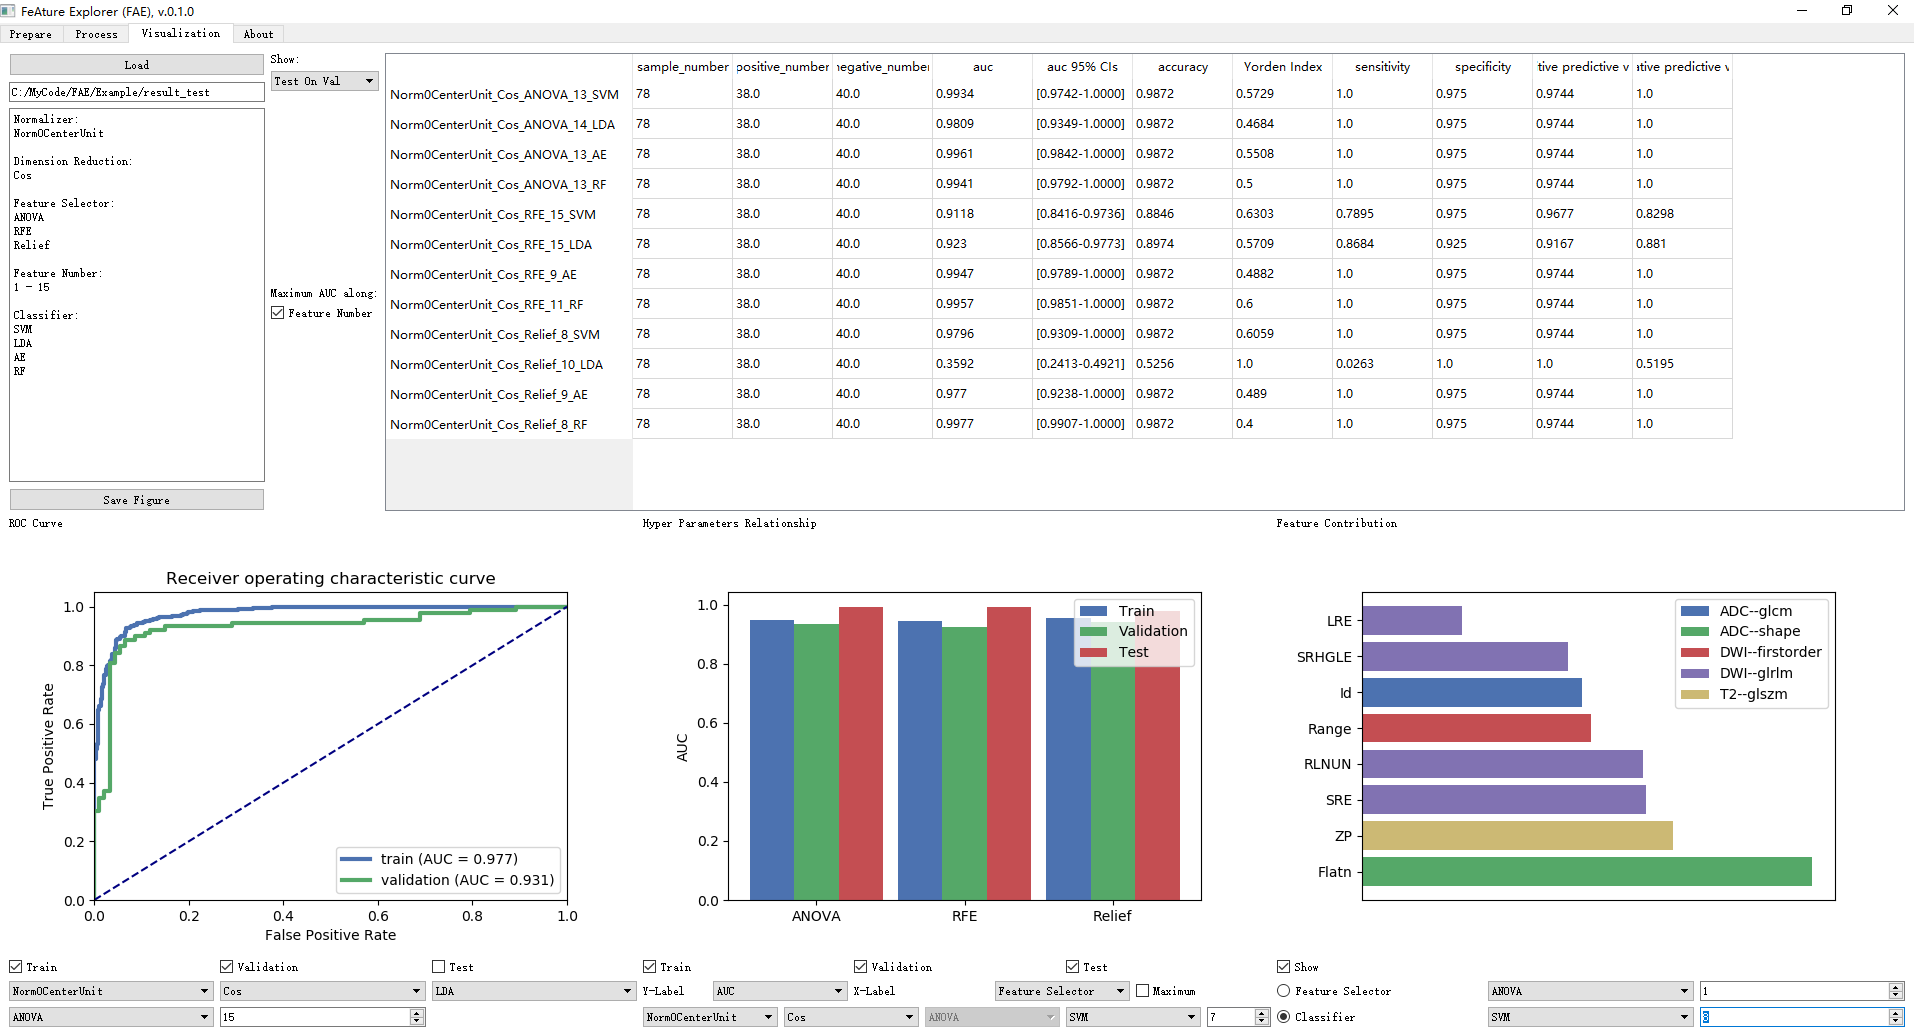 FeAture Explorer (FAE), v.0.1.0
Prepare Process Visualization About
Load
C:/MyCode/FAE/Example/result_test
Normalizer:
Norm0CenterUnit
Dimension Reduction:
Cos
Feature Selector:
ANOVA
RFE
Relief
Feature Number:
1 - 15
Classifier:
SVM
LDA
AE
RF
Save Figure
Show:
Test On Val
Maximum AUC along:
Feature Number
sample_number positive_number negative_number auc auc 95% CIs accuracy Yorden Index sensitivity specificity tive predictive v ative predictive v
Norm0CenterUnit_Cos_ANOVA_13_SVM 78 38.0 40.0 0.9934 [0.9742-1.0000] 0.9872 0.5729 1.0 0.975 0.9744 1.0
Norm0CenterUnit_Cos_ANOVA_14_LDA 78 38.0 40.0 0.9809 [0.9349-1.0000] 0.9872 0.4684 1.0 0.975 0.9744 1.0
Norm0CenterUnit_Cos_ANOVA_13_AE 78 38.0 40.0 0.9961 [0.9842-1.0000] 0.9872 0.5508 1.0 0.975 0.9744 1.0
Norm0CenterUnit_Cos_ANOVA_13_RF 78 38.0 40.0 0.9941 [0.9792-1.0000] 0.9872 0.5 1.0 0.975 0.9744 1.0
Norm0CenterUnit_Cos_RFE_15_SVM 78 38.0 40.0 0.9118 [0.8416-0.9736] 0.8846 0.6303 0.7895 0.975 0.9677 0.8298
Norm0CenterUnit_Cos_RFE_15_LDA 78 38.0 40.0 0.923 [0.8566-0.9773] 0.8974 0.5709 0.8684 0.925 0.9167 0.881
Norm0CenterUnit_Cos_RFE_9_AE 78 38.0 40.0 0.9947 [0.9789-1.0000] 0.9872 0.4882 1.0 0.975 0.9744 1.0
Norm0CenterUnit_Cos_RFE_11_RF 78 38.0 40.0 0.9957 [0.9851-1.0000] 0.9872 0.6 1.0 0.975 0.9744 1.0
Norm0CenterUnit_Cos_Relief_8_SVM 78 38.0 40.0 0.9796 [0.9309-1.0000] 0.9872 0.6059 1.0 0.975 0.9744 1.0
Norm0CenterUnit_Cos_Relief_10_LDA 78 38.0 40.0 0.3592 [0.2413-0.4921] 0.5256 1.0 0.0263 1.0 1.0 0.5195
Norm0CenterUnit_Cos_Relief_9_AE 78 38.0 40.0 0.977 [0.9238-1.0000] 0.9872 0.489 1.0 0.975 0.9744 1.0
Norm0CenterUnit_Cos_Relief_8_RF 78 38.0 40.0 0.9977 [0.9907-1.0000] 0.9872 0.4 1.0 0.975 0.9744 1.0
ROC Curve
Receiver operating characteristic curve
True Positive Rate
1.0
0.8
0.6
0.4
0.2
0.0
train (AUC = 0.977)
validation (AUC = 0.931)
0.0 0.2 0.4 0.6 0.8 1.0
False Positive Rate
Hyper Parameters Relationship
AUC
1.0
0.8
0.6
0.4
0.2
0.0
Train
Validation
Test
ANOVA RFE Relief
Feature Contribution
LRE
SRHGLE
Id
Range
RLNUN
SRE
ZP
Flatn
ADC--glcm
ADC--shape
DWI--firstorder
DWI--glrlm
T2--glszm
Train Validation Test
Norm0CenterUnit Cos LDA
ANOVA 15
Train Validation Test
Y-Label AUC X-Label Feature Selector Maximum
Norm0CenterUnit Cos ANOVA SVM 7
Show
Feature Selector ANOVA 1
Classifier SVM 8